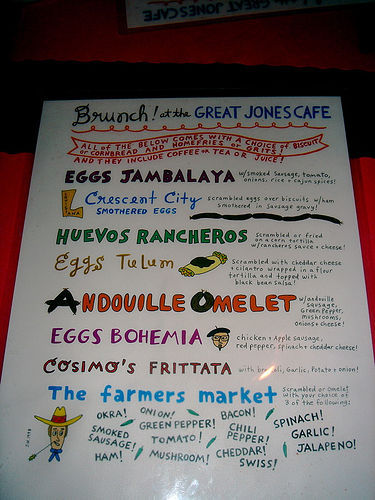 GREAT JONES CAFE
Brunch! at the GREAT JONES CAFE
ALL of THE BELOW COMES WITH A CHOICE of BISCUIT
or CORNBREAD AND HOMEFRIES or GRITS!
AND THEY INCLUDE COFFEE or TEA OR JUICE!
EGGS JAMBALAYA w/smoked sausage, tomato,
onions, rice + cajun spices!
Crescent City scrambled eggs over biscuits w/ham
SMOTHERED EGGS smothered in sausage gravy!
HUEVOS RANCHEROS scrambled or fried
on a corn tortilla
w/rancheros sauce + cheese!
Eggs Tulum scrambled with cheddar cheese
+ cilantro wrapped in a flour
tortilla and topped with
black bean salsa!
ANDOUILLE OMELET w/andouille
sausage,
Green Pepper,
mushrooms,
onions + cheese!
EGGS BOHEMIA chicken + Apple sausage,
red pepper, spinach + cheddar cheese!
COSIMO'S FRITTATA with broccoli, Garlic, Potato + onion!
The farmers market scrambled or Omelet
with your choice of
3 of the following:
OKRA! ONION! BACON! SPINACH!
SMOKED SAUSAGE! GREEN PEPPER! CHILI PEPPER! GARLIC!
HAM! TOMATO! CHEDDAR! JALAPENO!
MUSHROOM! SWISS!